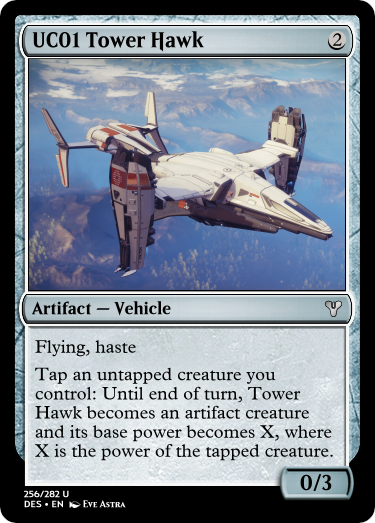 UC01 Tower Hawk 2
Artifact — Vehicle
Flying, haste
Tap an untapped creature you
control: Until end of turn, Tower
Hawk becomes an artifact creature
and its base power becomes X, where
X is the power of the tapped creature.
0/3
256/282 U
DES • EN Eve Astra